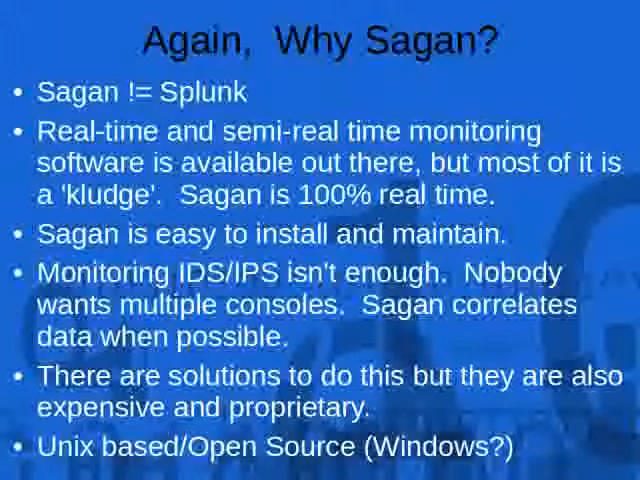 Again,  Why Sagan?
• Sagan != Splunk
• Real-time and semi-real time monitoring
software is available out there, but most of it is
a 'kludge'.  Sagan is 100% real time.
• Sagan is easy to install and maintain.
• Monitoring IDS/IPS isn't enough.  Nobody
wants multiple consoles.  Sagan correlates
data when possible.
• There are solutions to do this but they are also
expensive and proprietary.
• Unix based/Open Source (Windows?)